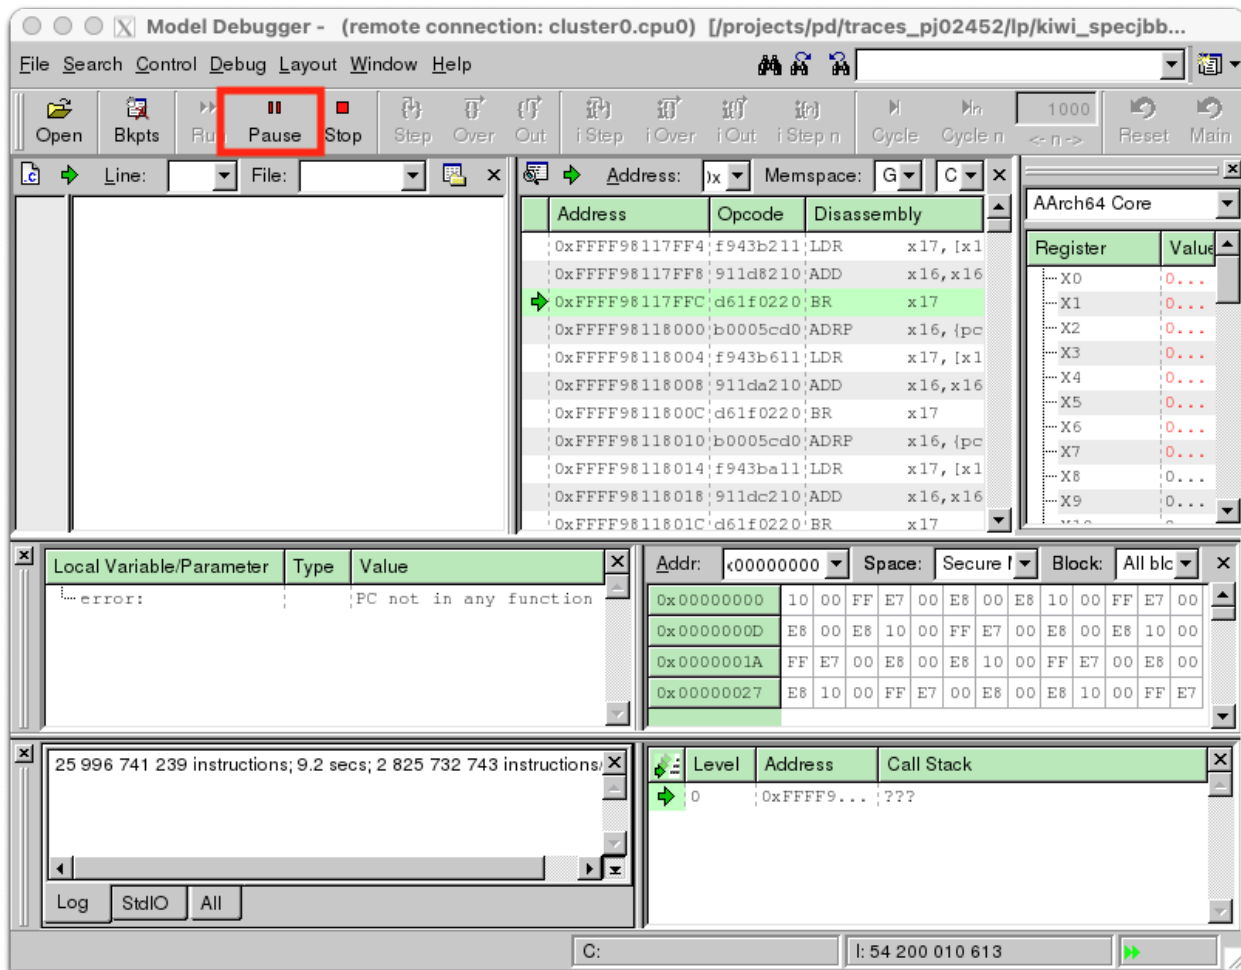 Model Debugger - (remote connection: cluster0.cpu0) [/projects/pd/traces_pj02452/lp/kiwi_specjbb...
File Search Control Debug Layout Window Help
Open Bkpts Run Pause Stop Step Over Out i Step i Over i Out i Step n Cycle Cycle n 1000 <- n -> Reset Main
Line: File:
Address: Memspace: G C
AArch64 Core
Address Opcode Disassembly
0xFFFF98117FF4 f943b211 LDR x17,[x1
0xFFFF98117FF8 911d8210 ADD x16,x16
0xFFFF98117FFC d61f0220 BR x17
0xFFFF98118000 b0005cd0 ADRP x16,{pc
0xFFFF98118004 f943b611 LDR x17,[x1
0xFFFF98118008 911da210 ADD x16,x16
0xFFFF9811800C d61f0220 BR x17
0xFFFF98118010 b0005cd0 ADRP x16,{pc
0xFFFF98118014 f943ba11 LDR x17,[x1
0xFFFF98118018 911dc210 ADD x16,x16
0xFFFF9811801C d61f0220 BR x17
Register Value
X0 0...
X1 0...
X2 0...
X3 0...
X4 0...
X5 0...
X6 0...
X7 0...
X8 0...
X9 0...
Local Variable/Parameter Type Value
error: PC not in any function
Addr: x00000000 Space: Secure Block: All blc
0x00000000 10 00 FF E7 00 E8 00 E8 10 00 FF E7 00
0x0000000D E8 00 E8 10 00 FF E7 00 E8 00 E8 10 00
0x0000001A FF E7 00 E8 00 E8 10 00 FF E7 00 E8 00
0x00000027 E8 10 00 FF E7 00 E8 00 E8 10 00 FF E7
25 996 741 239 instructions; 9.2 secs; 2 825 732 743 instructions/
Log StdIO All
Level Address Call Stack
0 0xFFFF9... ???
C: I: 54 200 010 613